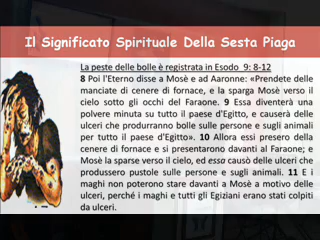 Il Significato Spirituale Della Sesta Piaga
La peste delle bolle è registrata in Esodo 9: 8-12
8 Poi l'Eterno disse a Mosè e ad Aaronne: «Prendete delle
manciate di cenere di fornace, e la sparga Mosè verso il
cielo sotto gli occhi del Faraone. 9 Essa diventerà una
polvere minuta su tutto il paese d'Egitto, e causerà delle
ulceri che produrranno bolle sulle persone e sugli animali
per tutto il paese d'Egitto». 10 Allora essi presero della
cenere di fornace e si presentarono davanti al Faraone; e
Mosè la sparse verso il cielo, ed esso causò delle ulceri che
produssero pustole sulle persone e sugli animali. 11 E i
maghi non poterono stare davanti a Mosè a motivo delle
ulceri, perché i maghi e tutti gli Egiziani erano stati colpiti
da ulceri.